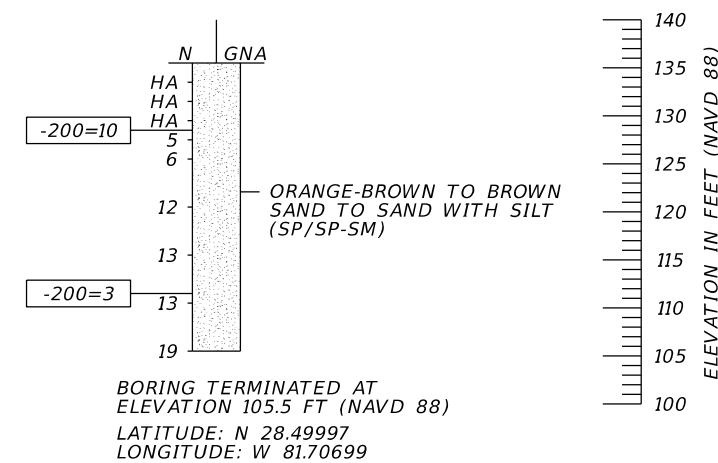 N GNA
HA
HA
HA
-200=10
5
6
ORANGE-BROWN TO BROWN
SAND TO SAND WITH SILT
(SP/SP-SM)
12
13
-200=3
13
19
BORING TERMINATED AT
ELEVATION 105.5 FT (NAVD 88)
LATITUDE: N 28.49997
LONGITUDE: W 81.70699
140
135
130
125
120
115
110
105
100
ELEVATION IN FEET (NAVD 88)